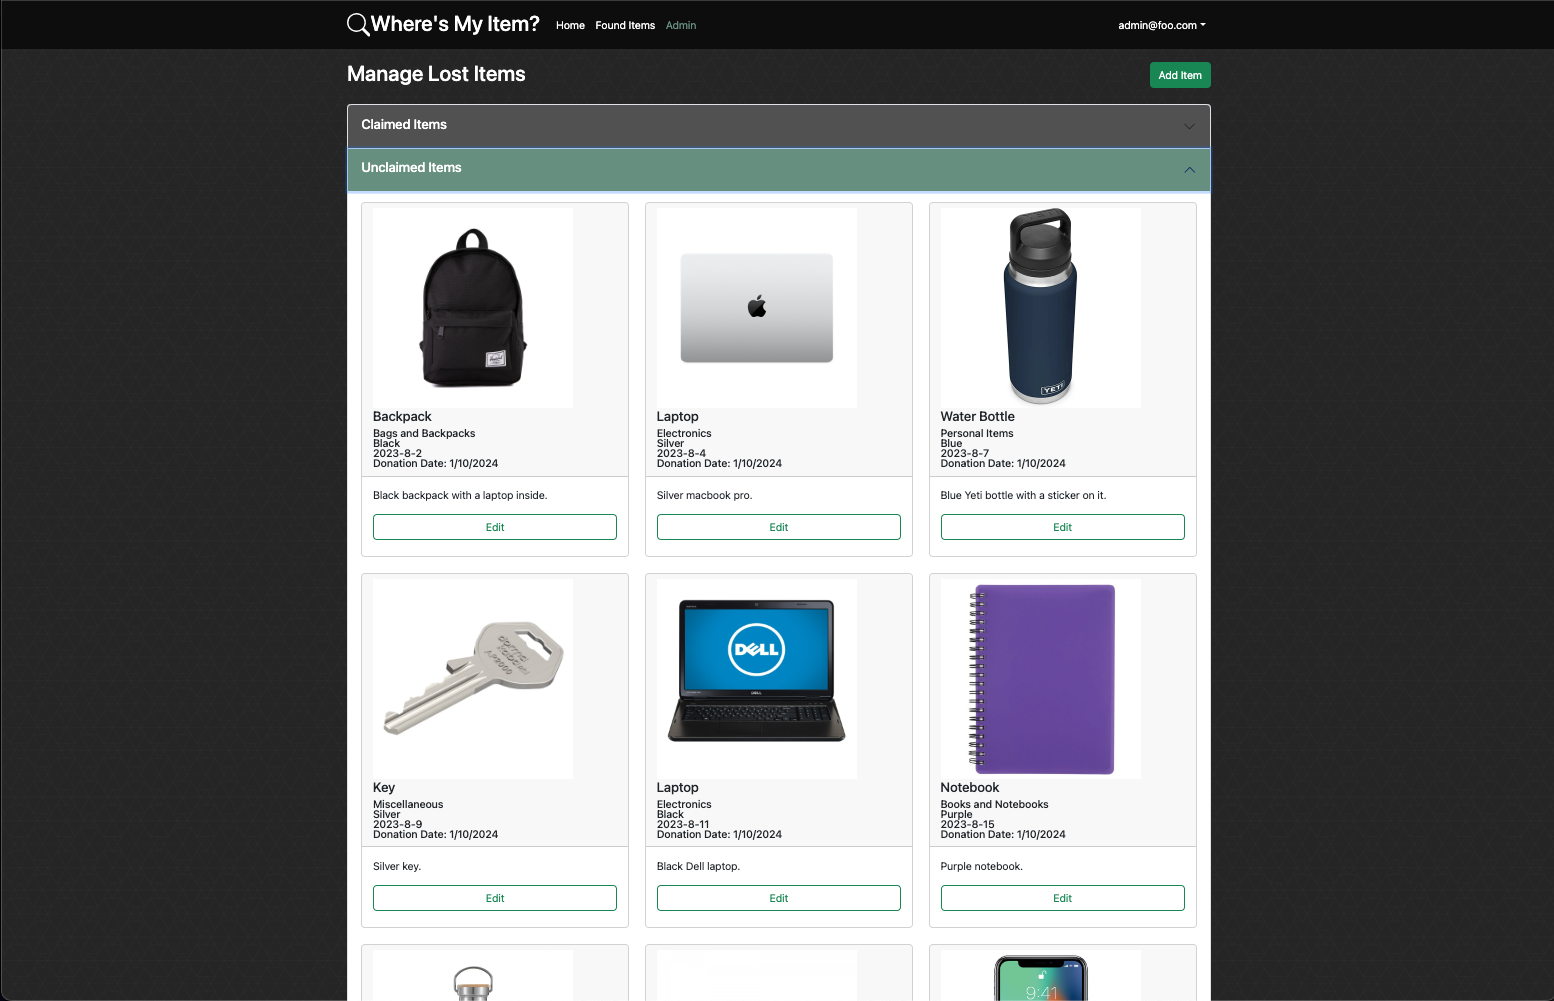 Where's My Item? Home Found Items Admin admin@foo.com
Manage Lost Items Add Item
Claimed Items
Unclaimed Items
Backpack
Bags and Backpacks
Black
2023-8-2
Donation Date: 1/10/2024
Black backpack with a laptop inside.
Edit
Laptop
Electronics
Silver
2023-8-4
Donation Date: 1/10/2024
Silver macbook pro.
Edit
YETI
Water Bottle
Personal Items
Blue
2023-8-7
Donation Date: 1/10/2024
Blue Yeti bottle with a sticker on it.
Edit
Key
Miscellaneous
Silver
2023-8-9
Donation Date: 1/10/2024
Silver key.
Edit
DELL
DELL
Laptop
Electronics
Black
2023-8-11
Donation Date: 1/10/2024
Black Dell laptop.
Edit
Notebook
Books and Notebooks
Purple
2023-8-15
Donation Date: 1/10/2024
Purple notebook.
Edit
9:41